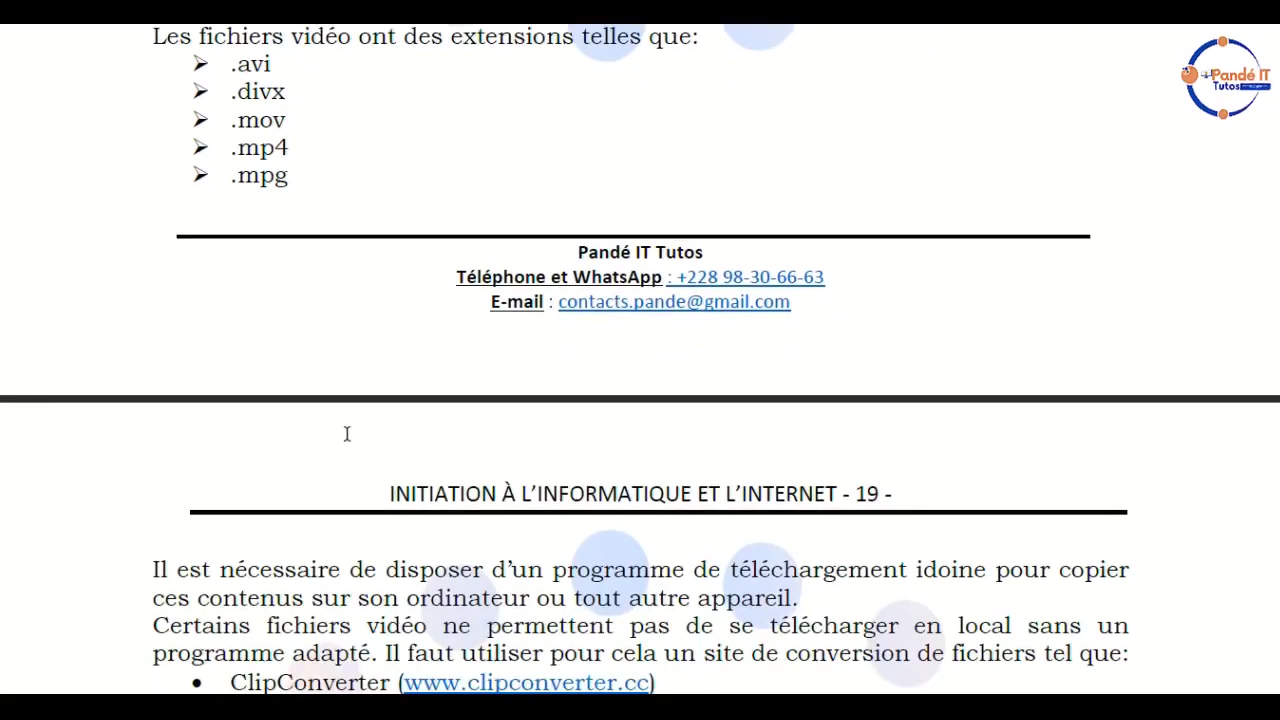 Les fichiers vidéo ont des extensions telles que:
➢ .avi
➢ .divx
➢ .mov
➢ .mp4
➢ .mpg
Pandé IT
Tutos
Pandé IT Tutos
Téléphone et WhatsApp : +228 98-30-66-63
E-mail : contacts.pande@gmail.com
INITIATION À L’INFORMATIQUE ET L’INTERNET - 19 -
Il est nécessaire de disposer d’un programme de téléchargement idoine pour copier
ces contenus sur son ordinateur ou tout autre appareil.
Certains fichiers vidéo ne permettent pas de se télécharger en local sans un
programme adapté. Il faut utiliser pour cela un site de conversion de fichiers tel que:
• ClipConverter (www.clipconverter.cc)